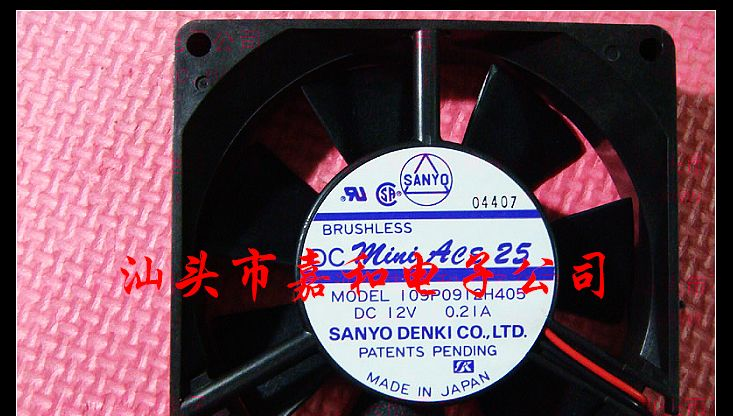 SANYO
04407
BRUSHLESS
DC Mini Ace 25
汕头市嘉和电子公司
MODEL 109P0912H405
DC 12V 0.21A
SANYO DENKI CO., LTD.
PATENTS PENDING
MADE IN JAPAN